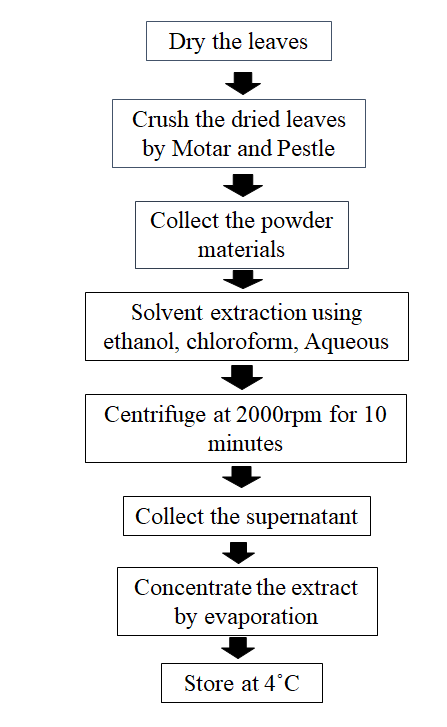 Dry the leaves
Crush the dried leaves
by Motar and Pestle
Collect the powder
materials
Solvent extraction using
ethanol, chloroform, Aqueous
Centrifuge at 2000rpm for 10
minutes
Collect the supernatant
Concentrate the extract
by evaporation
Store at 4˚C